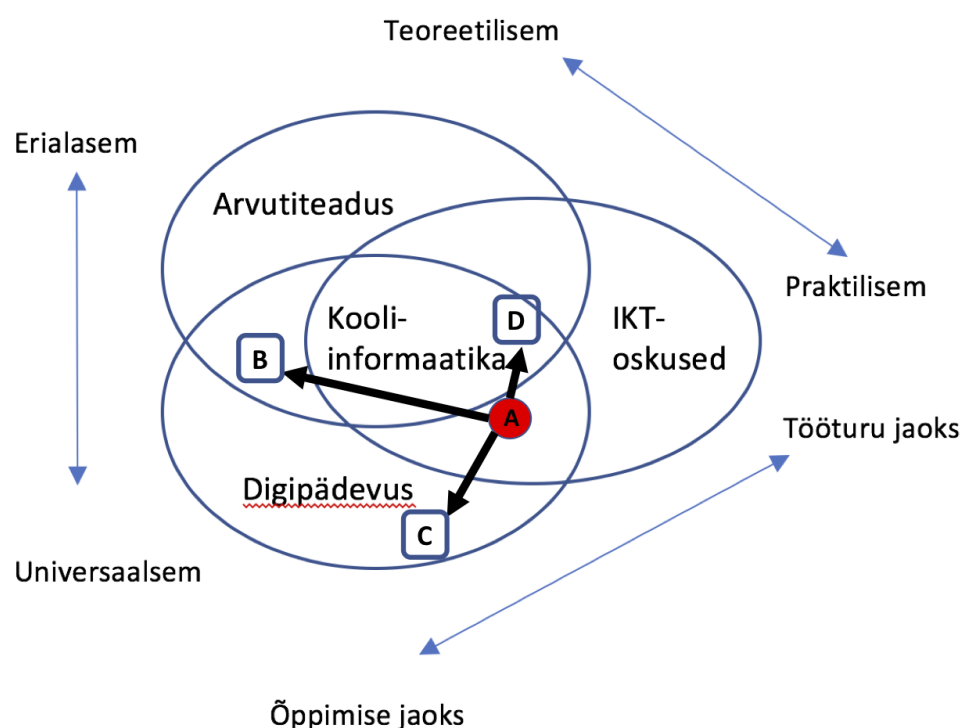 Teoreetilisem
Erialasem
Arvutiteadus
Praktilisem
Kooli-
informaatika
D
IKT-
oskused
B
A
Tööturu jaoks
Digipädevus
C
Universaalsem
Õppimise jaoks